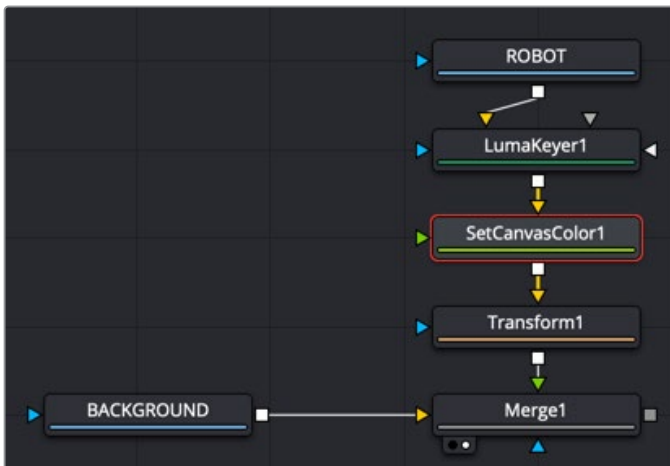 ROBOT
LumaKeyer1
SetCanvasColor1
Transform1
BACKGROUND
Merge1